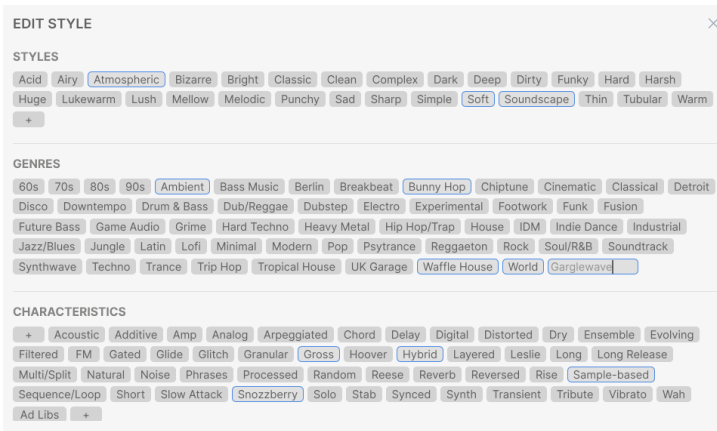 EDIT STYLE
STYLES
Acid Airy Atmospheric Bizarre Bright Classic Clean Complex Dark Deep Dirty Funky Hard Harsh
Huge Lukewarm Lush Mellow Melodic Punchy Sad Sharp Simple Soft Soundscape Thin Tubular Warm
+
GENRES
60s 70s 80s 90s Ambient Bass Music Berlin Breakbeat Bunny Hop Chiptune Cinematic Classical Detroit
Disco Downtempo Drum & Bass Dub/Reggae Dubstep Electro Experimental Footwork Funk Fusion
Future Bass Game Audio Grime Hard Techno Heavy Metal Hip Hop/Trap House IDM Indie Dance Industrial
Jazz/Blues Jungle Latin Lofi Minimal Modern Pop Psytrance Reggaeton Rock Soul/R&B Soundtrack
Synthwave Techno Trance Trip Hop Tropical House UK Garage Waffle House World Garglewave
CHARACTERISTICS
+ Acoustic Additive Amp Analog Arpeggiated Chord Delay Digital Distorted Dry Ensemble Evolving
Filtered FM Gated Glide Glitch Granular Gross Hoover Hybrid Layered Leslie Long Long Release
Multi/Split Natural Noise Phrases Processed Random Reese Reverb Reversed Rise Sample-based
Sequence/Loop Short Slow Attack Snozzberry Solo Stab Synced Synth Transient Tribute Vibrato Wah
Ad Libs +